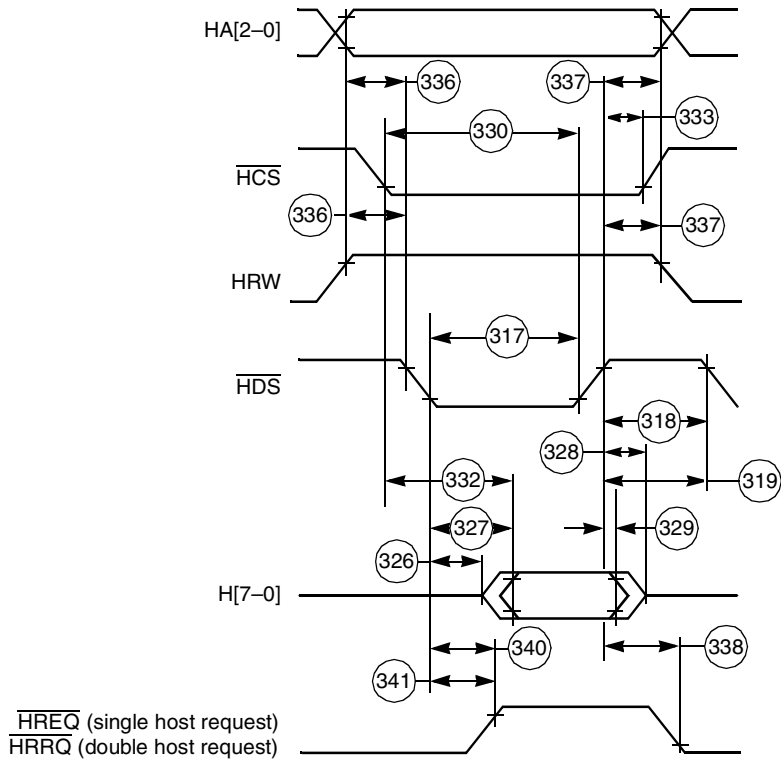 HA[2–0]
336
337
333
330
HCS
336
337
HRW
317
HDS
318
328
332
319
327
329
326
H[7–0]
340
338
341
HREQ (single host request)
HRRQ (double host request)